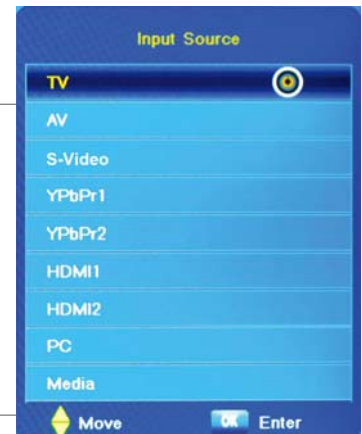 Input Source
TV
AV
S-Video
YPbPr1
YPbPr2
HDMI1
HDMI2
PC
Media
Move OK Enter